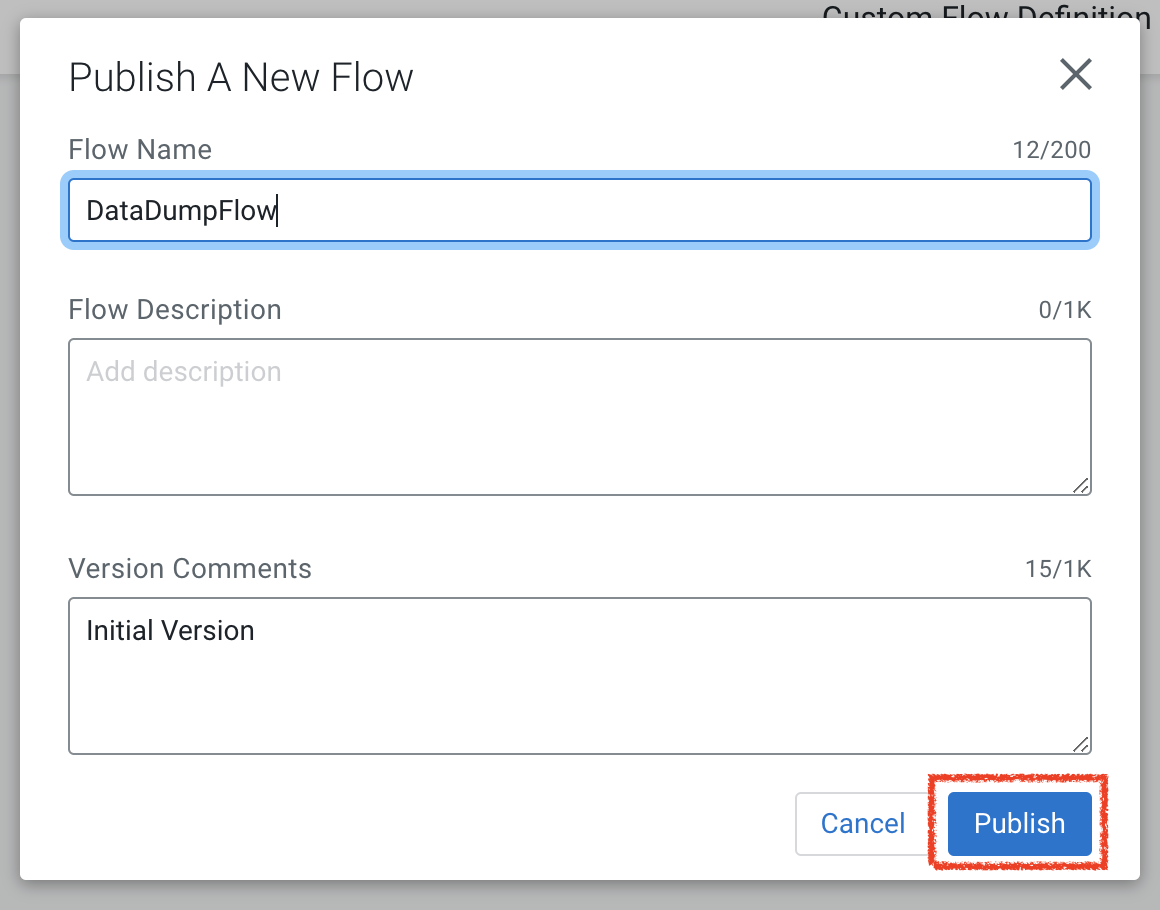 Custom Flow Definition
Publish A New Flow
Flow Name
12/200
DataDumpFlow
Flow Description
0/1K
Add description
Version Comments
15/1K
Initial Version
Cancel
Publish